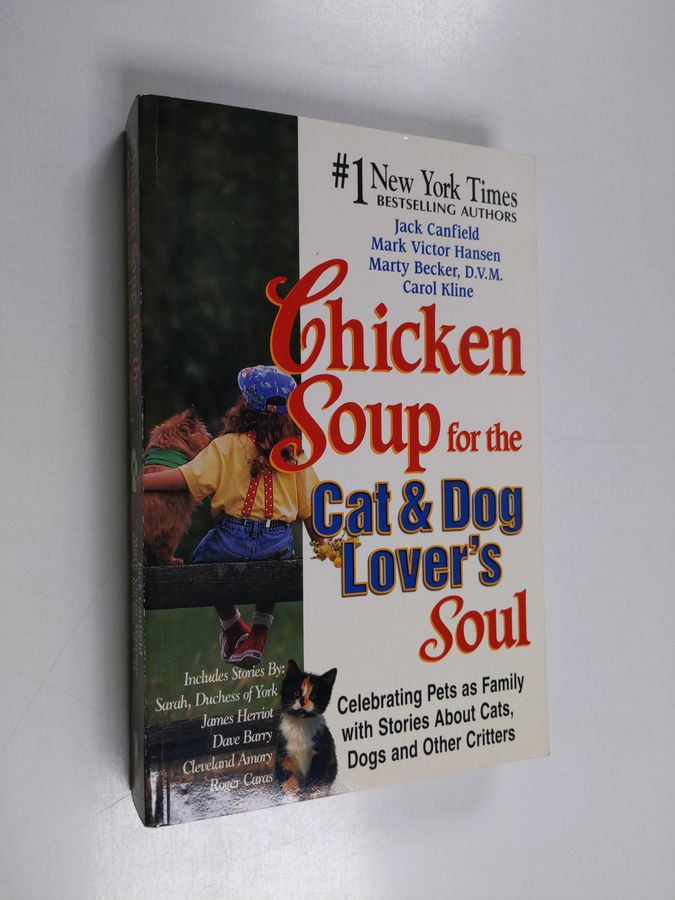 #1 New York Times
BESTSELLING AUTHORS
Jack Canfield
Mark Victor Hansen
Marty Becker, D.V.M.
Carol Kline
Chicken
Soup for the
Cat & Dog
Lover's
Soul
Celebrating Pets as Family
with Stories About Cats,
Dogs and Other Critters
Includes Stories By:
Sarah, Duchess of York
James Herriot
Dave Barry
Cleveland Amory
Roger Caras